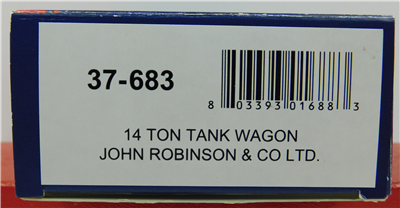 37-683
8 03393 01688 3
14 TON TANK WAGON
JOHN ROBINSON & CO LTD.